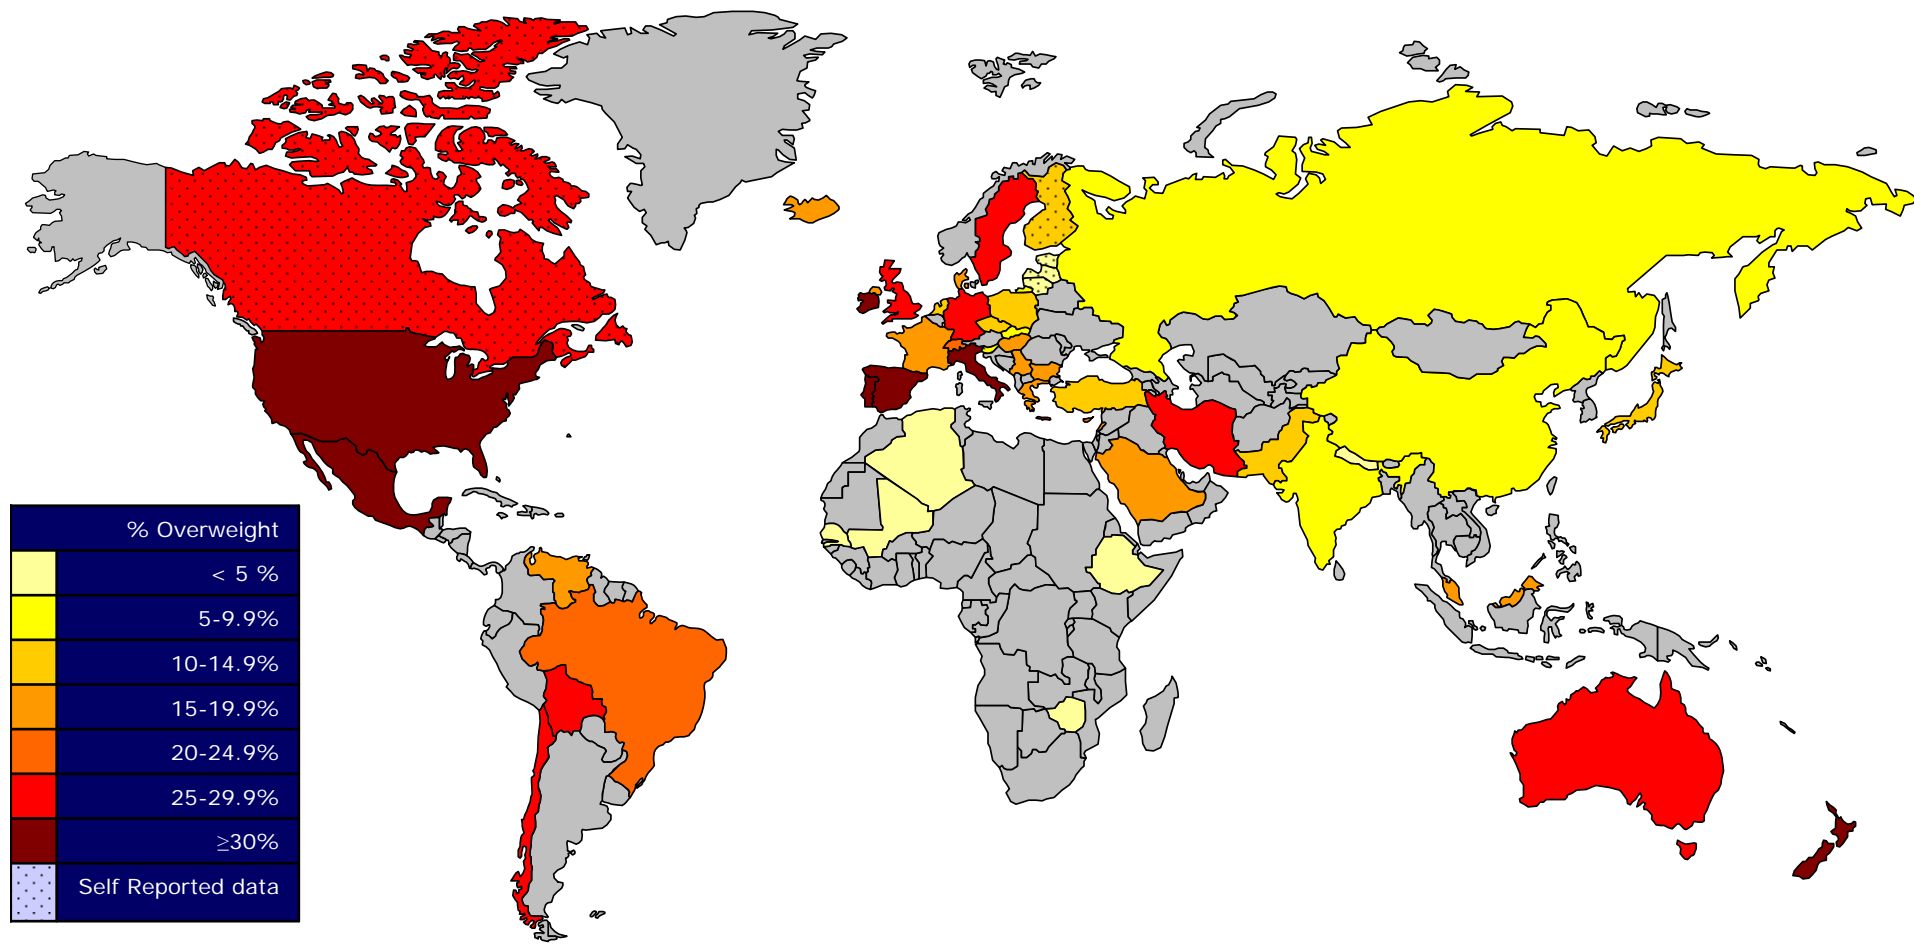 % Overweight
< 5 %
5-9.9%
10-14.9%
15-19.9%
20-24.9%
25-29.9%
≥30%
Self Reported data